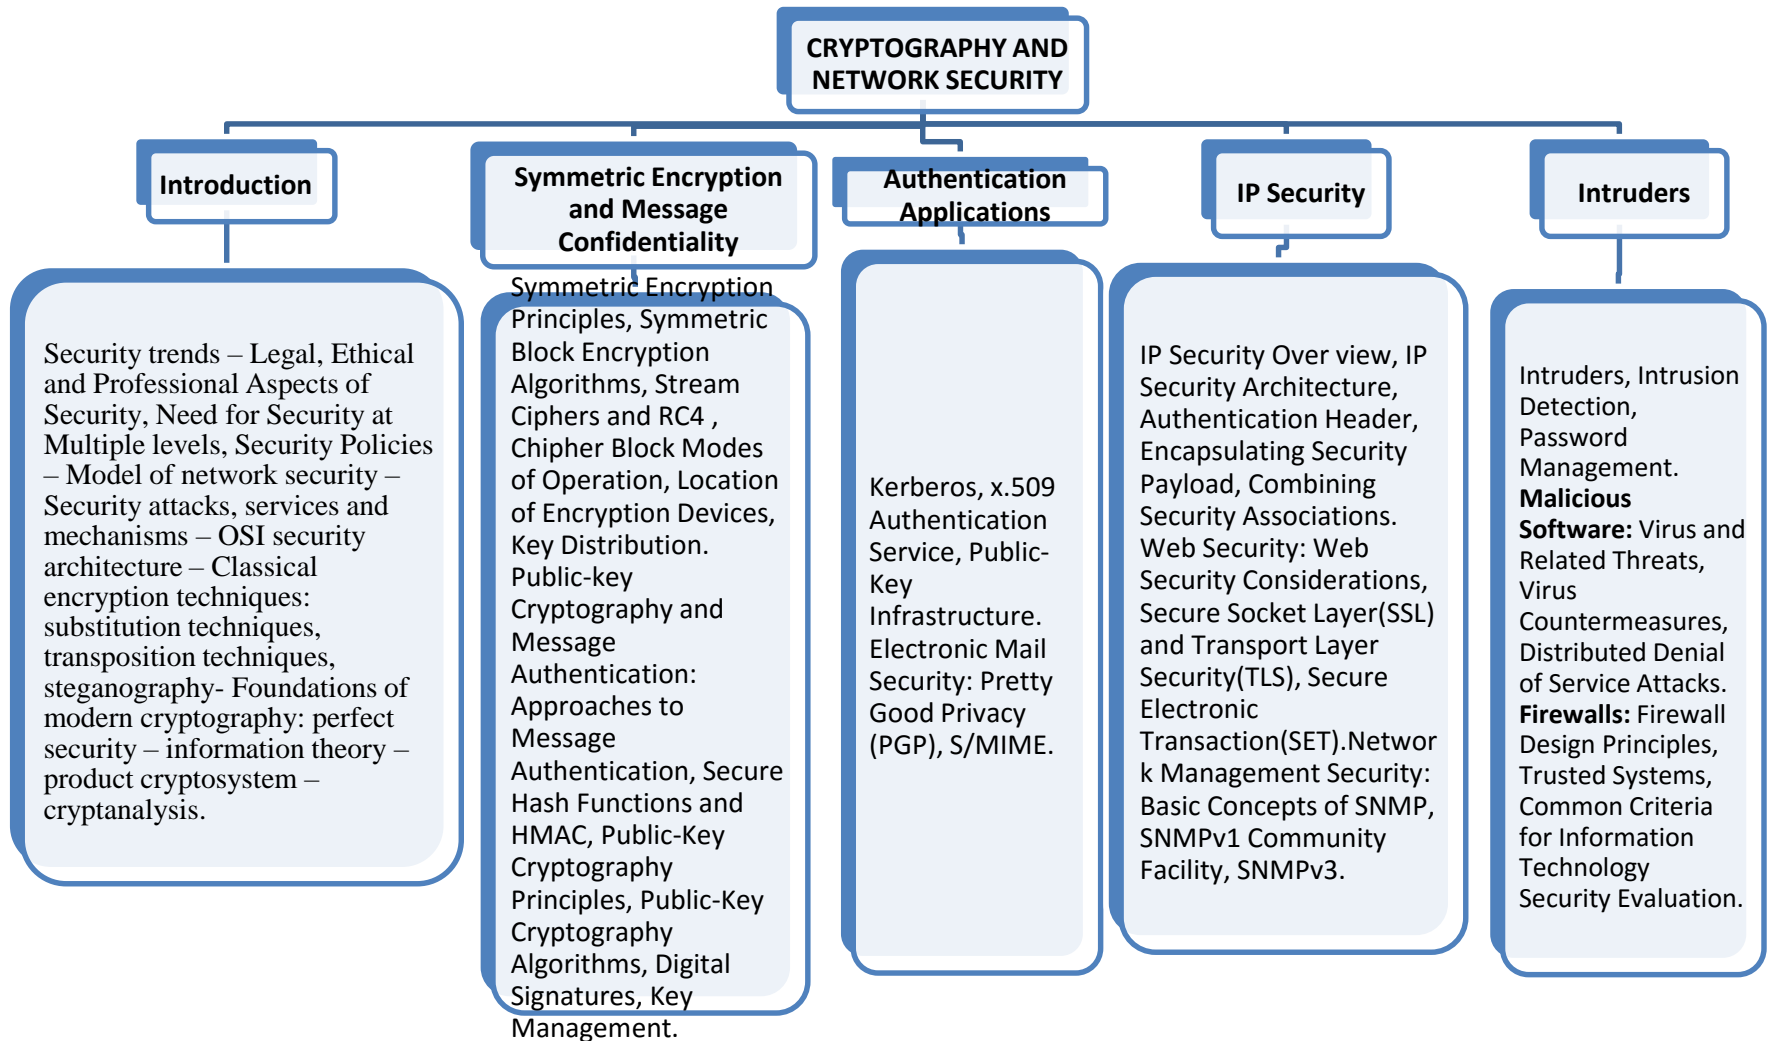 CRYPTOGRAPHY AND
NETWORK SECURITY
Introduction
Security trends – Legal, Ethical
and Professional Aspects of
Security, Need for Security at
Multiple levels, Security Policies
– Model of network security –
Security attacks, services and
mechanisms – OSI security
architecture – Classical
encryption techniques:
substitution techniques,
transposition techniques,
steganography- Foundations of
modern cryptography: perfect
security – information theory –
product cryptosystem –
cryptanalysis.
Symmetric Encryption
and Message
Confidentiality
Symmetric Encryption
Principles, Symmetric
Block Encryption
Algorithms, Stream
Ciphers and RC4 ,
Chipher Block Modes
of Operation, Location
of Encryption Devices,
Key Distribution.
Public-key
Cryptography and
Message
Authentication:
Approaches to
Message
Authentication, Secure
Hash Functions and
HMAC, Public-Key
Cryptography
Principles, Public-Key
Cryptography
Algorithms, Digital
Signatures, Key
Management.
Authentication
Applications
Kerberos, x.509
Authentication
Service, Public-
Key
Infrastructure.
Electronic Mail
Security: Pretty
Good Privacy
(PGP), S/MIME.
IP Security
IP Security Over view, IP
Security Architecture,
Authentication Header,
Encapsulating Security
Payload, Combining
Security Associations.
Web Security: Web
Security Considerations,
Secure Socket Layer(SSL)
and Transport Layer
Security(TLS), Secure
Electronic
Transaction(SET).Networ
k Management Security:
Basic Concepts of SNMP,
SNMPv1 Community
Facility, SNMPv3.
Intruders
Intruders, Intrusion
Detection,
Password
Management.
Malicious
Software: Virus and
Related Threats,
Virus
Countermeasures,
Distributed Denial
of Service Attacks.
Firewalls: Firewall
Design Principles,
Trusted Systems,
Common Criteria
for Information
Technology
Security Evaluation.